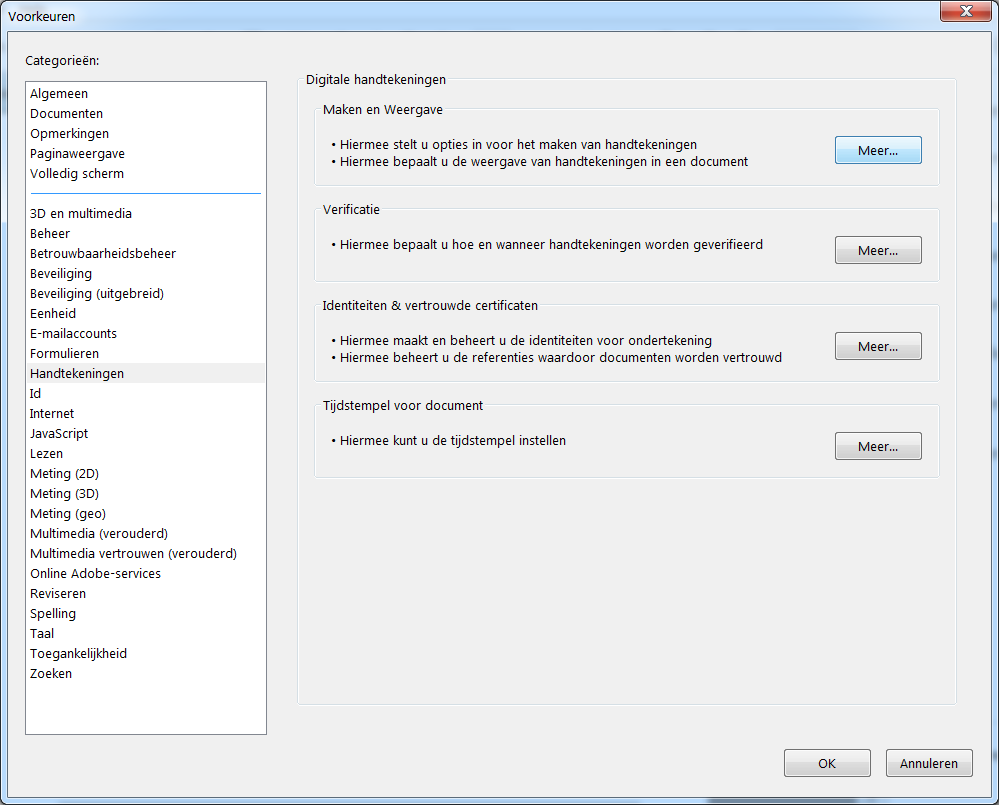 Voorkeuren
Categorieën:
Algemeen
Documenten
Opmerkingen
Paginaweergave
Volledig scherm
3D en multimedia
Beheer
Betrouwbaarheidsbeheer
Beveiliging
Beveiliging (uitgebreid)
Eenheid
E-mailaccounts
Formulieren
Handtekeningen
Id
Internet
JavaScript
Lezen
Meting (2D)
Meting (3D)
Meting (geo)
Multimedia (verouderd)
Multimedia vertrouwen (verouderd)
Online Adobe-services
Reviseren
Spelling
Taal
Toegankelijkheid
Zoeken
Digitale handtekeningen
Maken en Weergave
• Hiermee stelt u opties in voor het maken van handtekeningen
• Hiermee bepaalt u de weergave van handtekeningen in een document
Meer...
Verificatie
• Hiermee bepaalt u hoe en wanneer handtekeningen worden geverifieerd
Meer...
Identiteiten & vertrouwde certificaten
• Hiermee maakt en beheert u de identiteiten voor ondertekening
• Hiermee beheert u de referenties waardoor documenten worden vertrouwd
Meer...
Tijdstempel voor document
• Hiermee kunt u de tijdstempel instellen
Meer...
OK
Annuleren